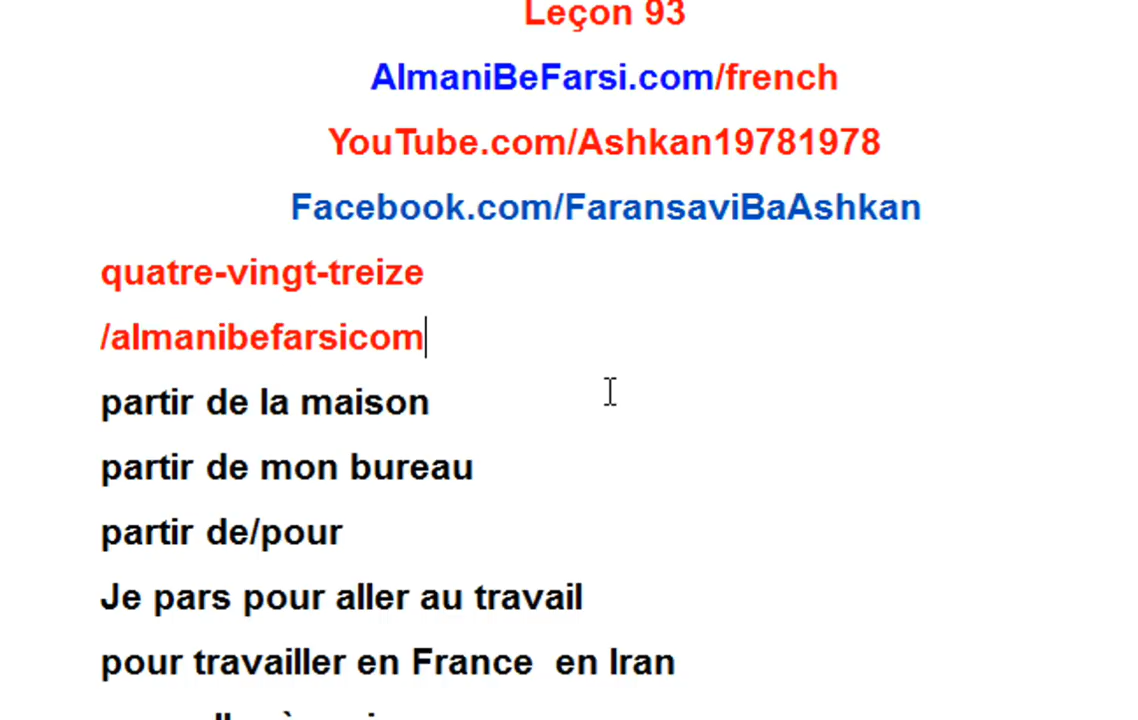 Leçon 93
AlmaniBeFarsi.com/french
YouTube.com/Ashkan19781978
Facebook.com/FaransaviBaAshkan
quatre-vingt-treize
/almanibefarsicom
partir de la maison
partir de mon bureau
partir de/pour
Je pars pour aller au travail
pour travailler en France  en Iran